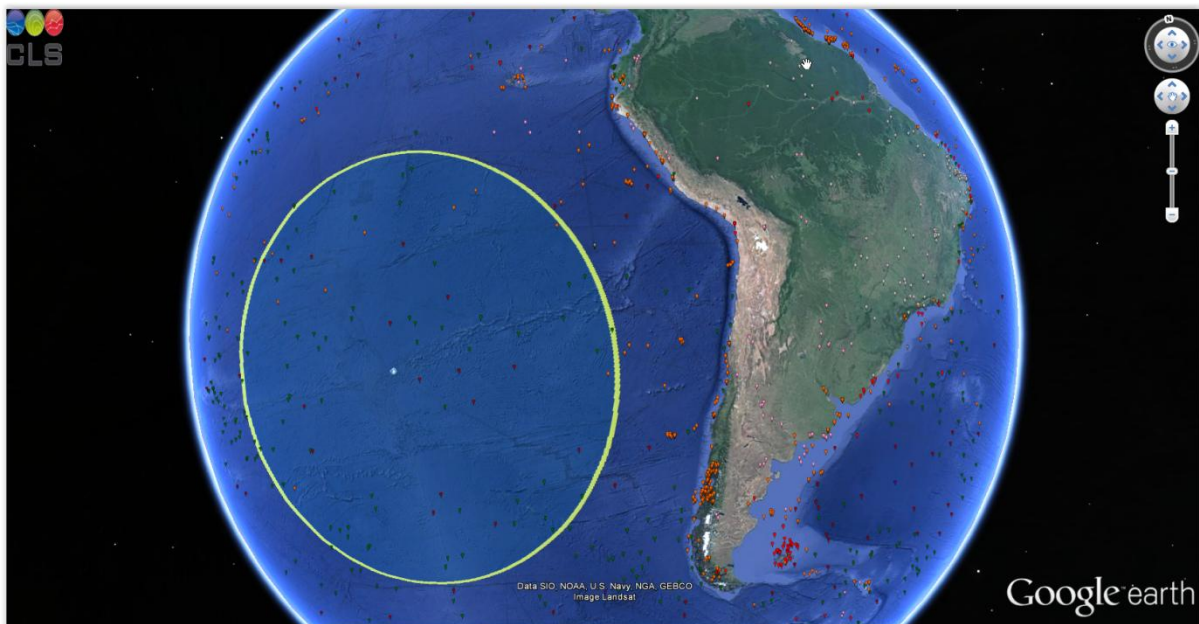 CLS
N
Data SIO, NOAA, U.S. Navy, NGA, GEBCO
Image Landsat
Google earth